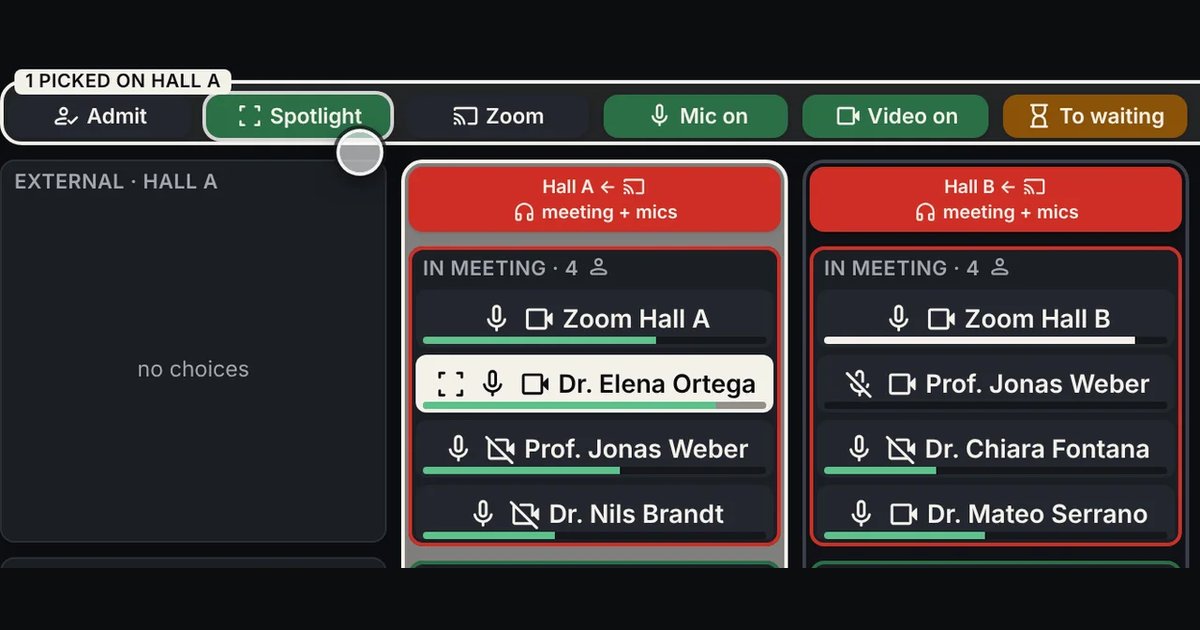 1 PICKED ON HALL A
Admit
Spotlight
Zoom
Mic on
Video on
To waiting
EXTERNAL · HALL A
no choices
Hall A ←
meeting + mics
IN MEETING · 4
Zoom Hall A
Dr. Elena Ortega
Prof. Jonas Weber
Dr. Nils Brandt
Hall B ←
meeting + mics
IN MEETING · 4
Zoom Hall B
Prof. Jonas Weber
Dr. Chiara Fontana
Dr. Mateo Serrano